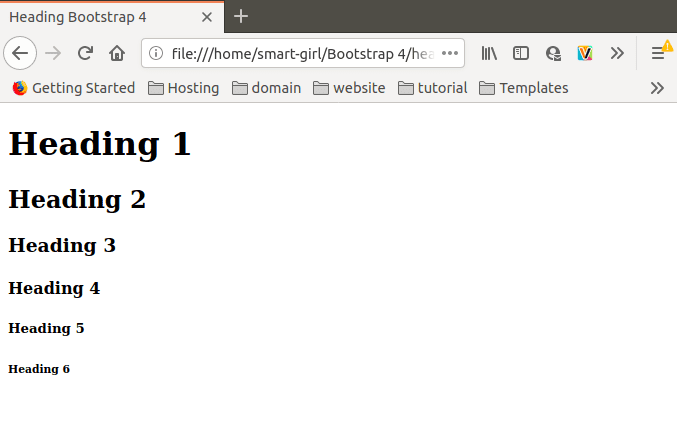 Heading Bootstrap 4
file:///home/smart-girl/Bootstrap 4/hea
Getting Started Hosting domain website tutorial Templates
Heading 1
Heading 2
Heading 3
Heading 4
Heading 5
Heading 6